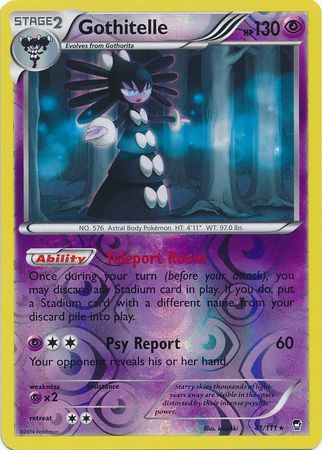 STAGE2
Gothitelle
HP130
Evolves from Gothorita
NO. 576 Astral Body Pokémon HT: 4'11" WT: 97.0 lbs.
Ability Teleport Room
Once during your turn (before your attack), you
may discard any Stadium card in play. If you do, put
a Stadium card with a different name from your
discard pile into play.
Psy Report 60
Your opponent reveals his or her hand.
weakness
×2
resistance
retreat
Starry skies thousands of light-
years away are visible in the space
distorted by their intense psychic
power.
©2014 Pokémon
Illus. kawayoo
41/111 ★